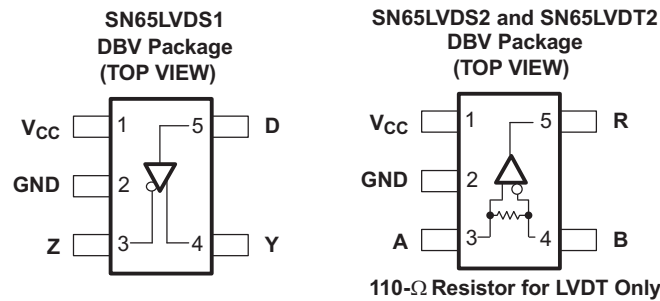 SN65LVDS1
DBV Package
(TOP VIEW)
VCC 1 5 D
GND 2
Z 3 4 Y
SN65LVDS2 and SN65LVDT2
DBV Package
(TOP VIEW)
VCC 1 5 R
GND 2
A 3 4 B
110-Ω Resistor for LVDT Only